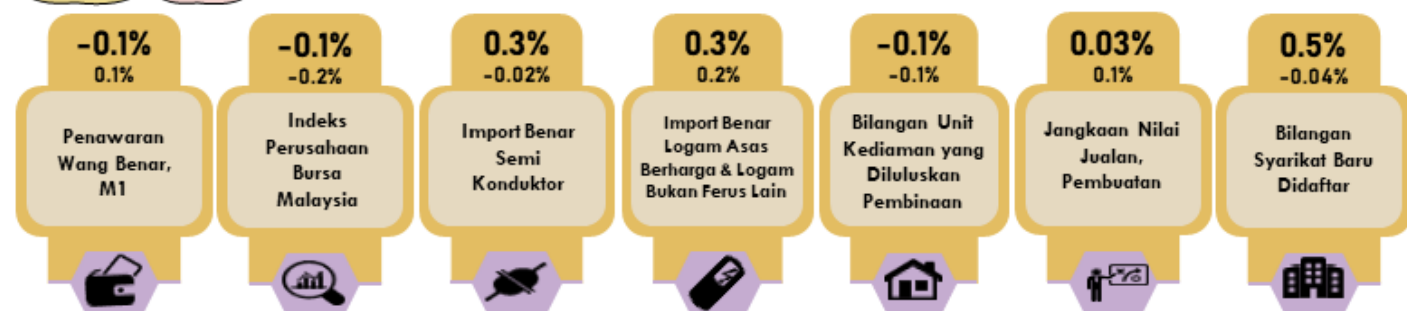 -0.1%
0.1%
Penawaran
Wang Benar,
M1
-0.1%
-0.2%
Indeks
Perusahaan
Bursa
Malaysia
0.3%
-0.02%
Import Benar
Semi
Konduktor
0.3%
0.2%
Import Benar
Logam Asas
Berharga & Logam
Bukan Ferus Lain
-0.1%
-0.1%
Bilangan Unit
Kediaman yang
Diluluskan
Pembinaan
0.03%
0.1%
Jangkaan Nilai
Jualan,
Pembuatan
0.5%
-0.04%
Bilangan
Syarikat Baru
Didaftar